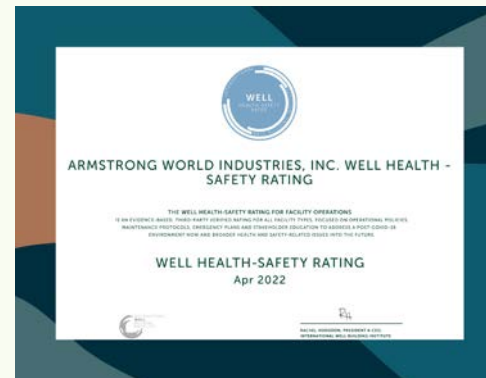 WELL
HEALTH-SAFETY
RATED
ARMSTRONG WORLD INDUSTRIES, INC. WELL HEALTH -
SAFETY RATING
THE WELL HEALTH-SAFETY RATING FOR FACILITY OPERATIONS
IS AN EVIDENCE-BASED, THIRD-PARTY VERIFIED RATING FOR ALL FACILITY TYPES, FOCUSED ON OPERATIONAL POLICIES,
MAINTENANCE PROTOCOLS, EMERGENCY PLANS AND STAKEHOLDER EDUCATION TO ADDRESS A POST-COVID-19
ENVIRONMENT NOW AND BROADER HEALTH AND SAFETY-RELATED ISSUES INTO THE FUTURE.
WELL HEALTH-SAFETY RATING
Apr 2022
RACHEL HODGDON, PRESIDENT & CEO,
INTERNATIONAL WELL BUILDING INSTITUTE